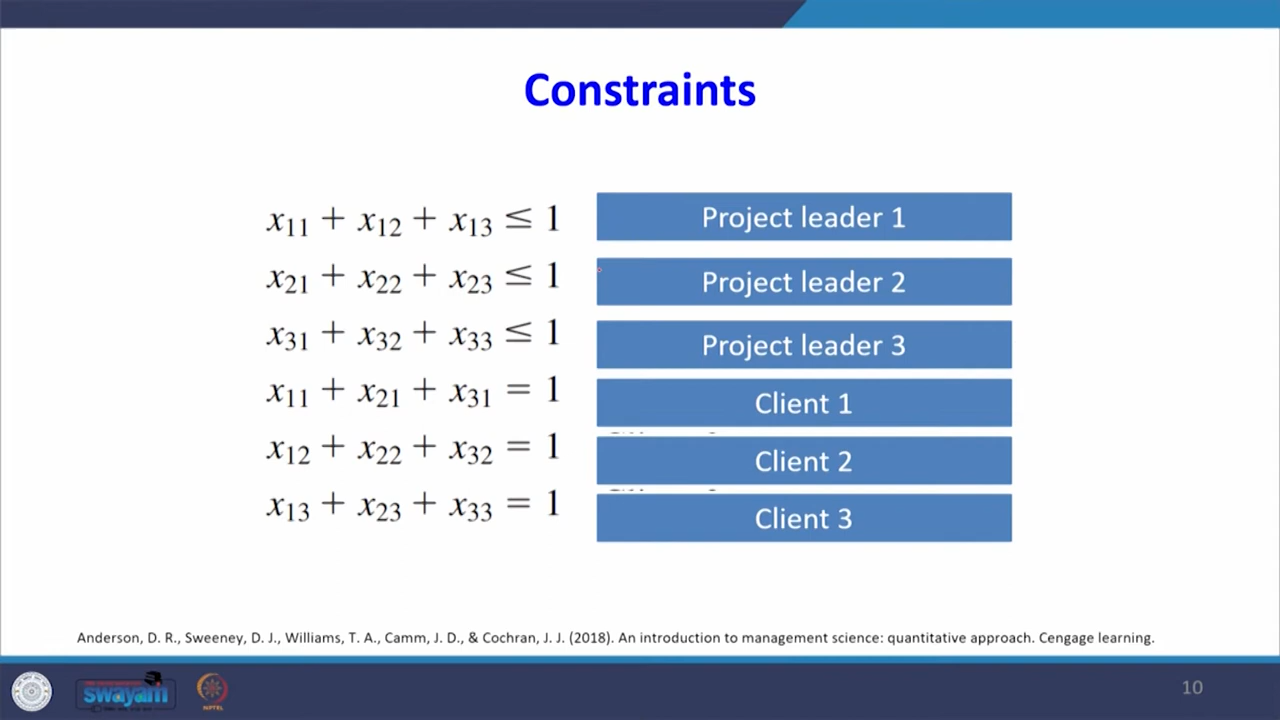 Constraints
x₁₁ + x₁₂ + x₁₃ ≤ 1 Project leader 1
x₂₁ + x₂₂ + x₂₃ ≤ 1 Project leader 2
x₃₁ + x₃₂ + x₃₃ ≤ 1 Project leader 3
x₁₁ + x₂₁ + x₃₁ = 1 Client 1
x₁₂ + x₂₂ + x₃₂ = 1 Client 2
x₁₃ + x₂₃ + x₃₃ = 1 Client 3
Anderson, D. R., Sweeney, D. J., Williams, T. A., Camm, J. D., & Cochran, J. J. (2018). An introduction to management science: quantitative approach. Cengage learning.
swayam
NPTEL
10